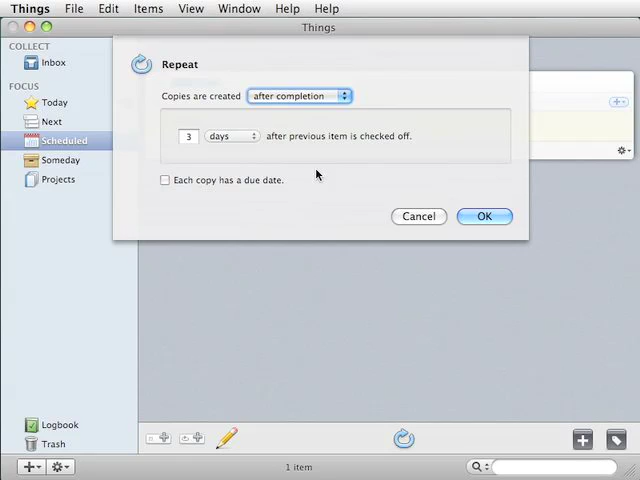 Things File Edit Items View Window Help Help
Things
COLLECT
Inbox
FOCUS
Today
Next
Scheduled
Someday
Projects
Logbook
Trash
Repeat
Copies are created after completion
3 days after previous item is checked off.
Each copy has a due date.
Cancel OK
1 item